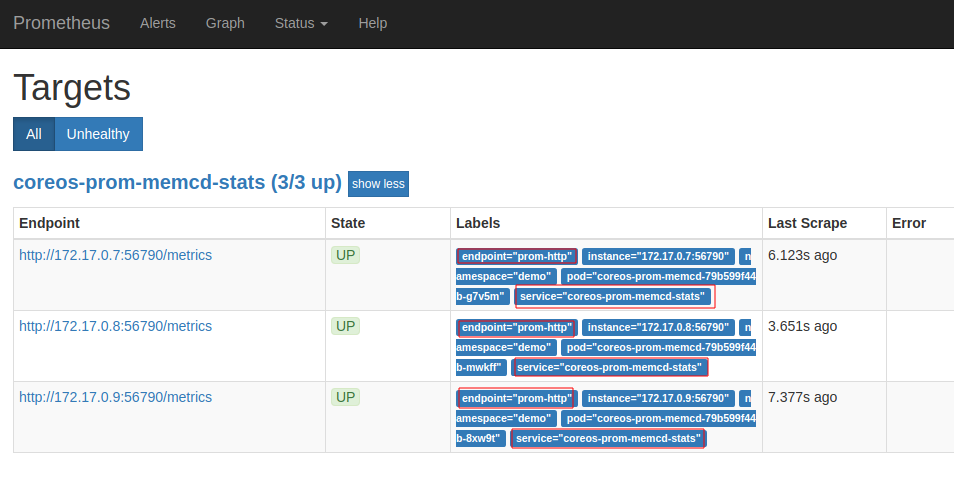 Prometheus Alerts Graph Status Help
Targets
All Unhealthy
coreos-prom-memcd-stats (3/3 up) show less
Endpoint State Labels Last Scrape Error
http://172.17.0.7:56790/metrics UP endpoint="prom-http" instance="172.17.0.7:56790" n 6.123s ago
amespace="demo" pod="coreos-prom-memcd-79b599f44
b-g7v5m" service="coreos-prom-memcd-stats"
http://172.17.0.8:56790/metrics UP endpoint="prom-http" instance="172.17.0.8:56790" n 3.651s ago
amespace="demo" pod="coreos-prom-memcd-79b599f44
b-mwkff" service="coreos-prom-memcd-stats"
http://172.17.0.9:56790/metrics UP endpoint="prom-http" instance="172.17.0.9:56790" n 7.377s ago
amespace="demo" pod="coreos-prom-memcd-79b599f44
b-8xw9t" service="coreos-prom-memcd-stats"